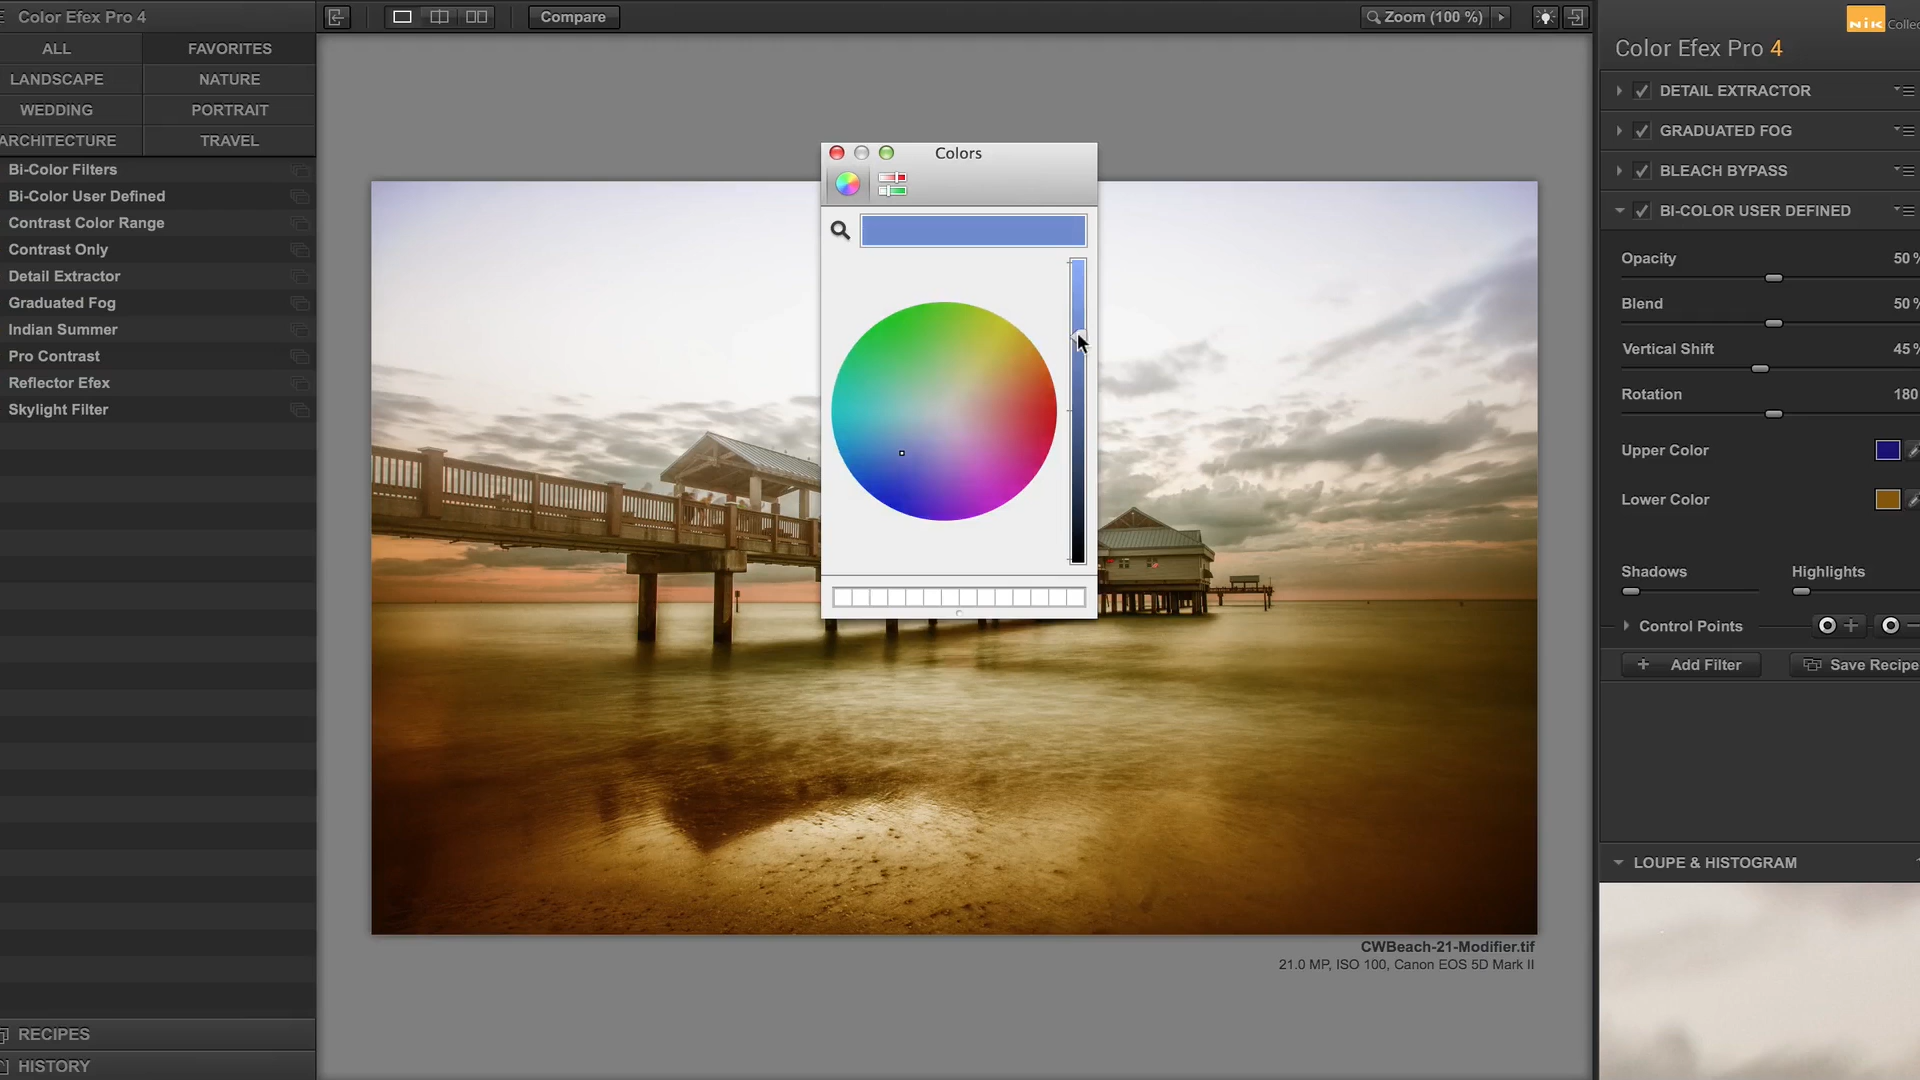 Color Efex Pro 4
ALL
FAVORITES
LANDSCAPE
NATURE
WEDDING
PORTRAIT
ARCHITECTURE
TRAVEL
Bi-Color Filters
Bi-Color User Defined
Contrast Color Range
Contrast Only
Detail Extractor
Graduated Fog
Indian Summer
Pro Contrast
Reflector Efex
Skylight Filter
RECIPES
HISTORY
Compare
Zoom (100 %)
Colors
CWBeach-21-Modifier.tif
21.0 MP, ISO 100, Canon EOS 5D Mark II
nik Collec
Color Efex Pro 4
DETAIL EXTRACTOR
GRADUATED FOG
BLEACH BYPASS
BI-COLOR USER DEFINED
Opacity 50 %
Blend 50 %
Vertical Shift 45 %
Rotation 180
Upper Color
Lower Color
Shadows Highlights
Control Points
Add Filter Save Recipe
LOUPE & HISTOGRAM